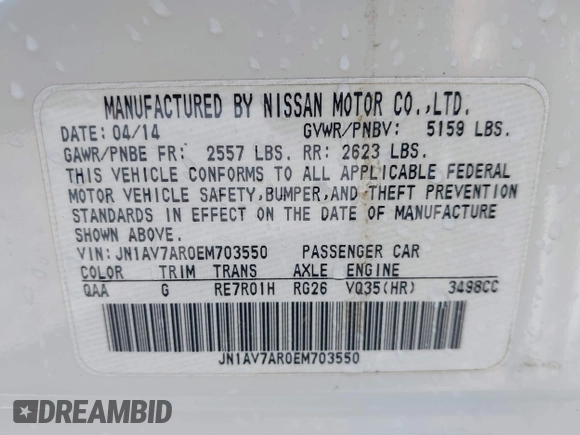 MANUFACTURED BY NISSAN MOTOR CO.,LTD.
DATE: 04/14 GVWR/PNBV: 5159 LBS.
GAWR/PNBE FR: 2557 LBS. RR: 2623 LBS.
THIS VEHICLE CONFORMS TO ALL APPLICABLE FEDERAL
MOTOR VEHICLE SAFETY,BUMPER,AND THEFT PREVENTION
STANDARDS IN EFFECT ON THE DATE OF MANUFACTURE
SHOWN ABOVE.
VIN:JN1AV7AR0EM703550 PASSENGER CAR
COLOR TRIM TRANS AXLE ENGINE
QAA G RE7R01H RG26 VQ35(HR) 3498CC
JN1AV7AR0EM703550
DREAMBID